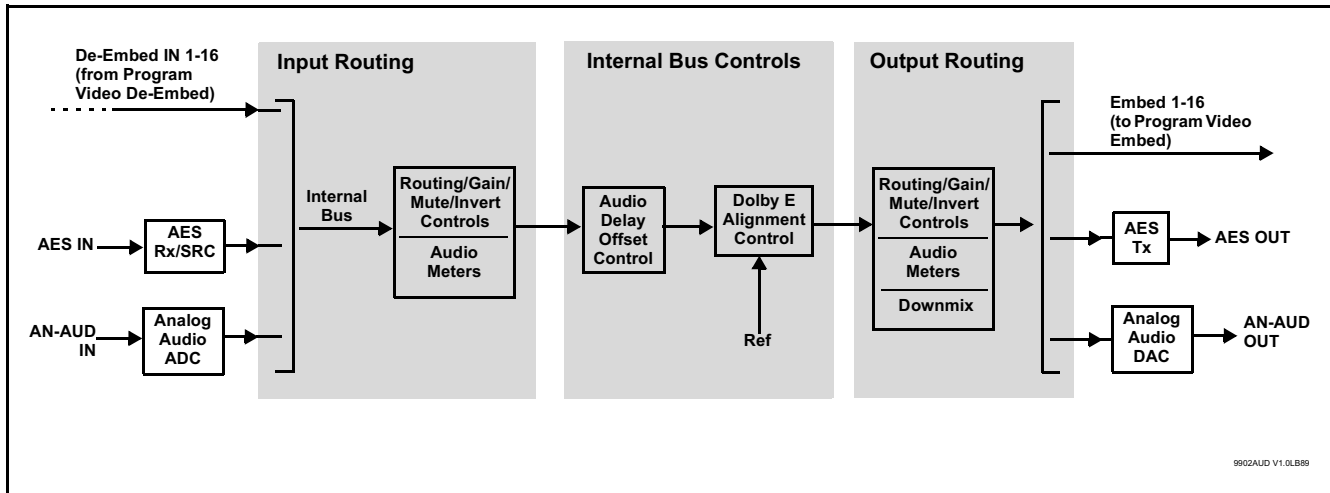 De-Embed IN 1-16
(from Program
Video De-Embed)
Input Routing
Internal Bus Controls
Output Routing
Embed 1-16
(to Program Video
Embed)
Internal
Bus
Routing/Gain/
Mute/Invert
Controls
Audio
Meters
Audio
Delay
Offset
Control
Dolby E
Alignment
Control
Ref
Routing/Gain/
Mute/Invert
Controls
Audio
Meters
Downmix
AES IN
AES
Rx/SRC
AES
Tx
AES OUT
AN-AUD
IN
Analog
Audio
ADC
Analog
Audio
DAC
AN-AUD
OUT
9902AUD V1.0LB89